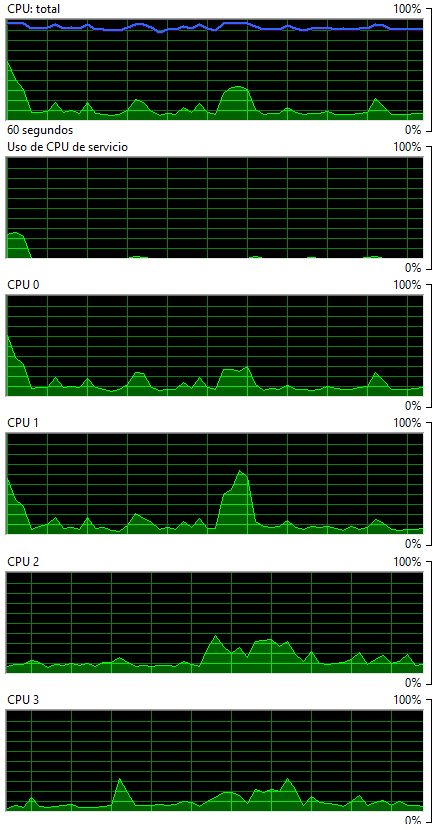 CPU: total 100%
60 segundos 0%
Uso de CPU de servicio 100%
0%
CPU 0 100%
0%
CPU 1 100%
0%
CPU 2 100%
0%
CPU 3 100%
0%